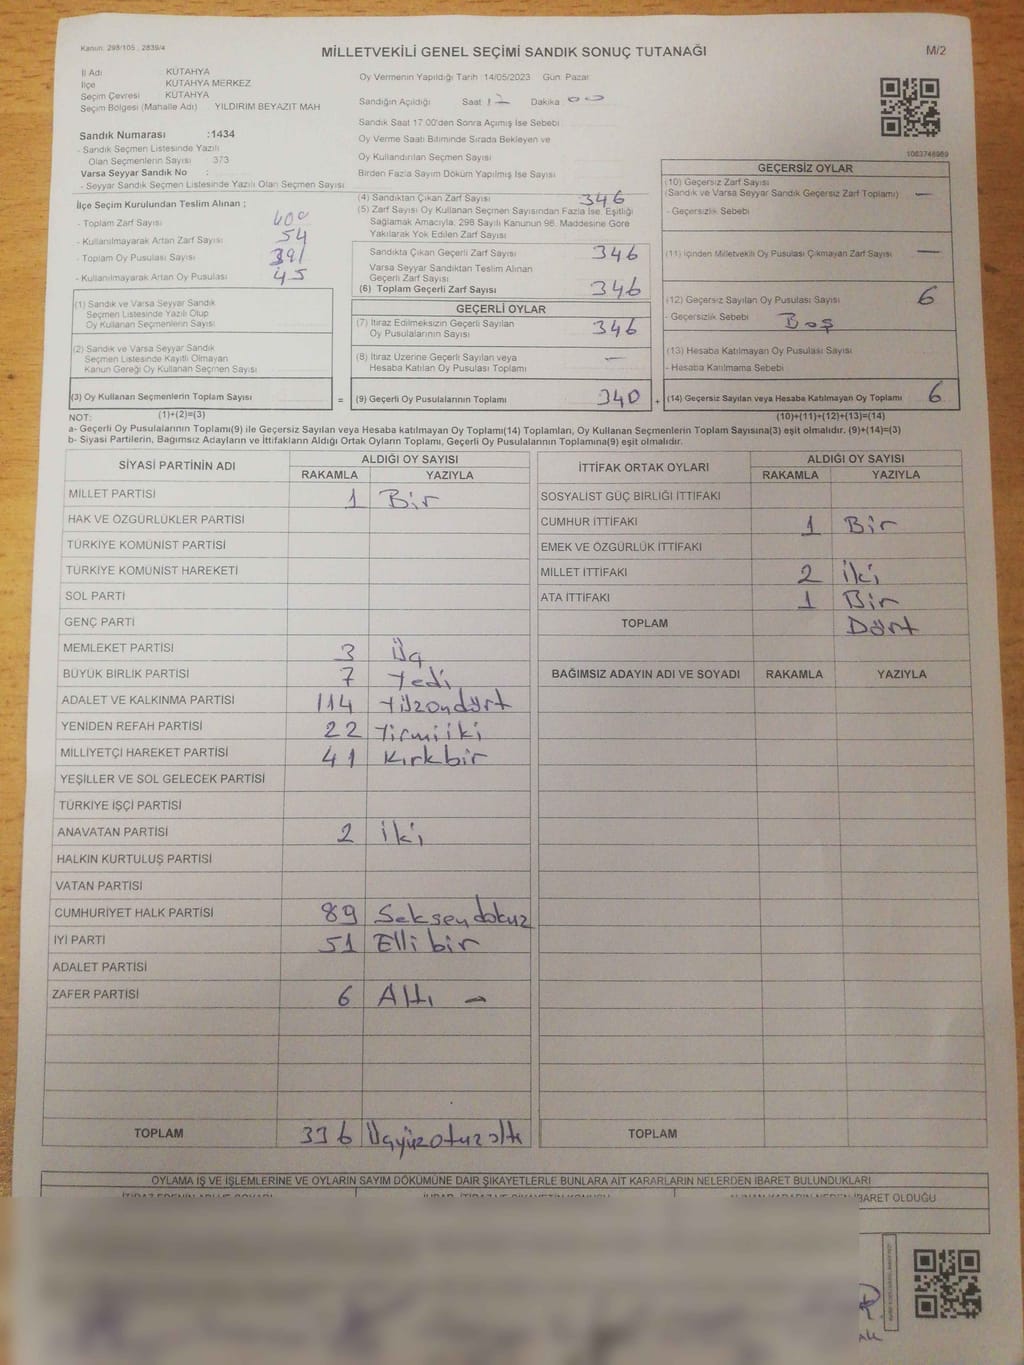 Kanun: 298/105 , 2839/4
MİLLETVEKİLİ GENEL SEÇİMİ SANDIK SONUÇ TUTANAĞI
M/2
İl Adı KÜTAHYA
İlçe KÜTAHYA MERKEZ
Seçim Çevresi KÜTAHYA
Seçim Bölgesi (Mahalle Adı) YILDIRIM BEYAZIT MAH
Sandık Numarası :1434
- Sandık Seçmen Listesinde Yazılı
Olan Seçmenlerin Sayısı 373
Varsa Seyyar Sandık No :
- Seyyar Sandık Seçmen Listesinde Yazılı Olan Seçmen Sayısı
İlçe Seçim Kurulundan Teslim Alınan ;
- Toplam Zarf Sayısı 400
- Kullanılmayarak Artan Zarf Sayısı 54
- Toplam Oy Pusulası Sayısı 391
- Kullanılmayarak Artan Oy Pusulası 45
(1) Sandık ve Varsa Seyyar Sandık
Seçmen Listesinde Yazılı Olup
Oy Kullanan Seçmenlerin Sayısı
(2) Sandık ve Varsa Seyyar Sandık
Seçmen Listesinde Kayıtlı Olmayan
Kanun Gereği Oy Kullanan Seçmen Sayısı
(3) Oy Kullanan Seçmenlerin Toplam Sayısı
=
Oy Vermenin Yapıldığı Tarih :14/05/2023 Gün: Pazar
Sandığın Açıldığı Saat Dakika 00
Sandık Saat 17.00'den Sonra Açılmış İse Sebebi
Oy Verme Saati Bitiminde Sırada Bekleyen ve
Oy Kullandırılan Seçmen Sayısı
Birden Fazla Sayım Döküm Yapılmış İse Sayısı
(4) Sandıktan Çıkan Zarf Sayısı 346
(5) Zarf Sayısı Oy Kullanan Seçmen Sayısından Fazla İse, Eşitliği
Sağlamak Amacıyla, 298 Sayılı Kanunun 98. Maddesine Göre
Yakılarak Yok Edilen Zarf Sayısı
Sandıkta Çıkan Geçerli Zarf Sayısı 346
Varsa Seyyar Sandıktan Teslim Alınan
Geçerli Zarf Sayısı
(6) Toplam Geçerli Zarf Sayısı 346
GEÇERLİ OYLAR
(7) İtiraz Edilmeksizin Geçerli Sayılan
Oy Pusulalarının Sayısı 346
(8) İtiraz Üzerine Geçerli Sayılan veya
Hesaba Katılan Oy Pusulası Toplamı —
(9) Geçerli Oy Pusulalarının Toplamı 340
+
1063746969
GEÇERSİZ OYLAR
(10) Geçersiz Zarf Sayısı
(Sandık ve Varsa Seyyar Sandık Geçersiz Zarf Toplamı) —
- Geçersizlik Sebebi
(11) İçinden Milletvekili Oy Pusulası Çıkmayan Zarf Sayısı —
(12) Geçersiz Sayılan Oy Pusulası Sayısı 6
- Geçersizlik Sebebi Boş
(13) Hesaba Katılmayan Oy Pusulası Sayısı
- Hesaba Katılmama Sebebi
(14) Geçersiz Sayılan veya Hesaba Katılmayan Oy Toplamı 6
NOT: (1)+(2)=(3) (10)+(11)+(12)+(13)=(14)
a- Geçerli Oy Pusulalarının Toplamı(9) ile Geçersiz Sayılan veya Hesaba katılmayan Oy Toplamı(14) Toplamları, Oy Kullanan Seçmenlerin Toplam Sayısına(3) eşit olmalıdır. (9)+(14)=(3)
b- Siyasi Partilerin, Bağımsız Adayların ve İttifakların Aldığı Ortak Oyların Toplamı, Geçerli Oy Pusulalarının Toplamına(9) eşit olmalıdır.
SİYASİ PARTİNİN ADI ALDIĞI OY SAYISI
RAKAMLA YAZIYLA
MİLLET PARTİSİ 1 Bir
HAK VE ÖZGÜRLÜKLER PARTİSİ
TÜRKİYE KOMÜNİST PARTİSİ
TÜRKİYE KOMÜNİST HAREKETİ
SOL PARTİ
GENÇ PARTİ
MEMLEKET PARTİSİ 3 Üç
BÜYÜK BİRLİK PARTİSİ 7 Yedi
ADALET VE KALKINMA PARTİSİ 114 Yüzondört
YENİDEN REFAH PARTİSİ 22 Yirmiiki
MİLLİYETÇİ HAREKET PARTİSİ 41 Kırkbir
YEŞİLLER VE SOL GELECEK PARTİSİ
TÜRKİYE İŞÇİ PARTİSİ
ANAVATAN PARTİSİ 2 İki
HALKIN KURTULUŞ PARTİSİ
VATAN PARTİSİ
CUMHURİYET HALK PARTİSİ 89 Seksendokuz
İYİ PARTİ 51 Elli bir
ADALET PARTİSİ
ZAFER PARTİSİ 6 Altı —
TOPLAM 336 Üçyüzotuzaltı
İTTİFAK ORTAK OYLARI ALDIĞI OY SAYISI
RAKAMLA YAZIYLA
SOSYALİST GÜÇ BİRLİĞİ İTTİFAKI
CUMHUR İTTİFAKI 1 Bir
EMEK VE ÖZGÜRLÜK İTTİFAKI
MİLLET İTTİFAKI 2 İki
ATA İTTİFAKI 1 Bir
TOPLAM Dört
BAĞIMSIZ ADAYIN ADI VE SOYADI RAKAMLA YAZIYLA
TOPLAM
OYLAMA İŞ VE İŞLEMLERİNE VE OYLARIN SAYIM DÖKÜMÜNE DAİR ŞİKAYETLERLE BUNLARA AİT KARARLARIN NELERDEN İBARET BULUNDUKLARI
İBARET OLDUĞU